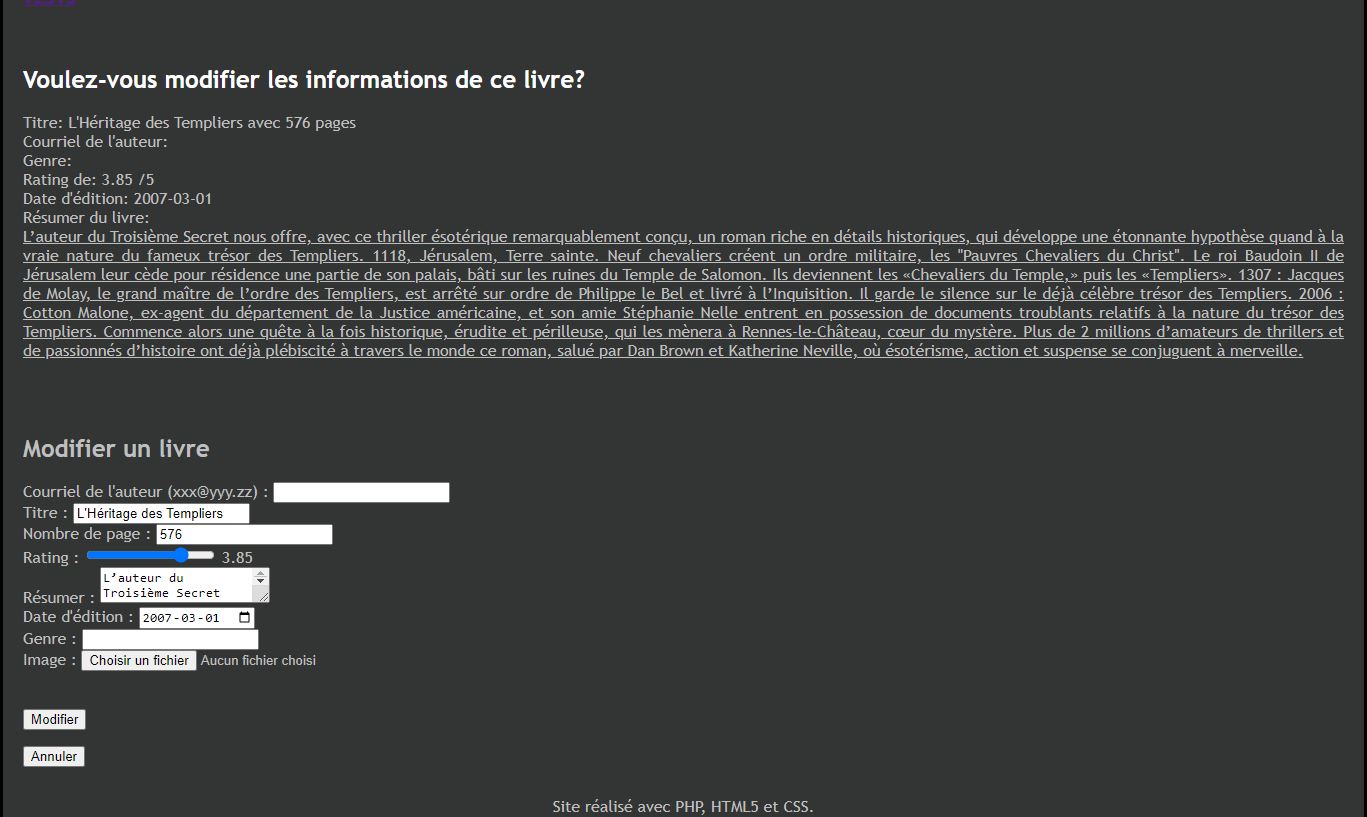 Voulez-vous modifier les informations de ce livre?
Titre: L'Héritage des Templiers avec 576 pages
Courriel de l'auteur:
Genre:
Rating de: 3.85 /5
Date d'édition: 2007-03-01
Résumer du livre:
L’auteur du Troisième Secret nous offre, avec ce thriller ésotérique remarquablement conçu, un roman riche en détails historiques, qui développe une étonnante hypothèse quand à la
vraie nature du fameux trésor des Templiers. 1118, Jérusalem, Terre sainte. Neuf chevaliers créent un ordre militaire, les "Pauvres Chevaliers du Christ". Le roi Baudoin II de
Jérusalem leur cède pour résidence une partie de son palais, bâti sur les ruines du Temple de Salomon. Ils deviennent les «Chevaliers du Temple,» puis les «Templiers». 1307 : Jacques
de Molay, le grand maître de l’ordre des Templiers, est arrêté sur ordre de Philippe le Bel et livré à l’Inquisition. Il garde le silence sur le déjà célèbre trésor des Templiers. 2006 :
Cotton Malone, ex-agent du département de la Justice américaine, et son amie Stéphanie Nelle entrent en possession de documents troublants relatifs à la nature du trésor des
Templiers. Commence alors une quête à la fois historique, érudite et périlleuse, qui les mènera à Rennes-le-Château, cœur du mystère. Plus de 2 millions d’amateurs de thrillers et
de passionnés d’histoire ont déjà plébiscité à travers le monde ce roman, salué par Dan Brown et Katherine Neville, où ésotérisme, action et suspense se conjuguent à merveille.
Modifier un livre
Courriel de l'auteur (xxx@yyy.zz) :
Titre : L'Héritage des Templiers
Nombre de page : 576
Rating : 3.85
L’auteur du
Troisième Secret
Résumer :
Date d'édition : 2007-03-01
Genre :
Image : Choisir un fichier Aucun fichier choisi
Modifier
Annuler
Site réalisé avec PHP, HTML5 et CSS.